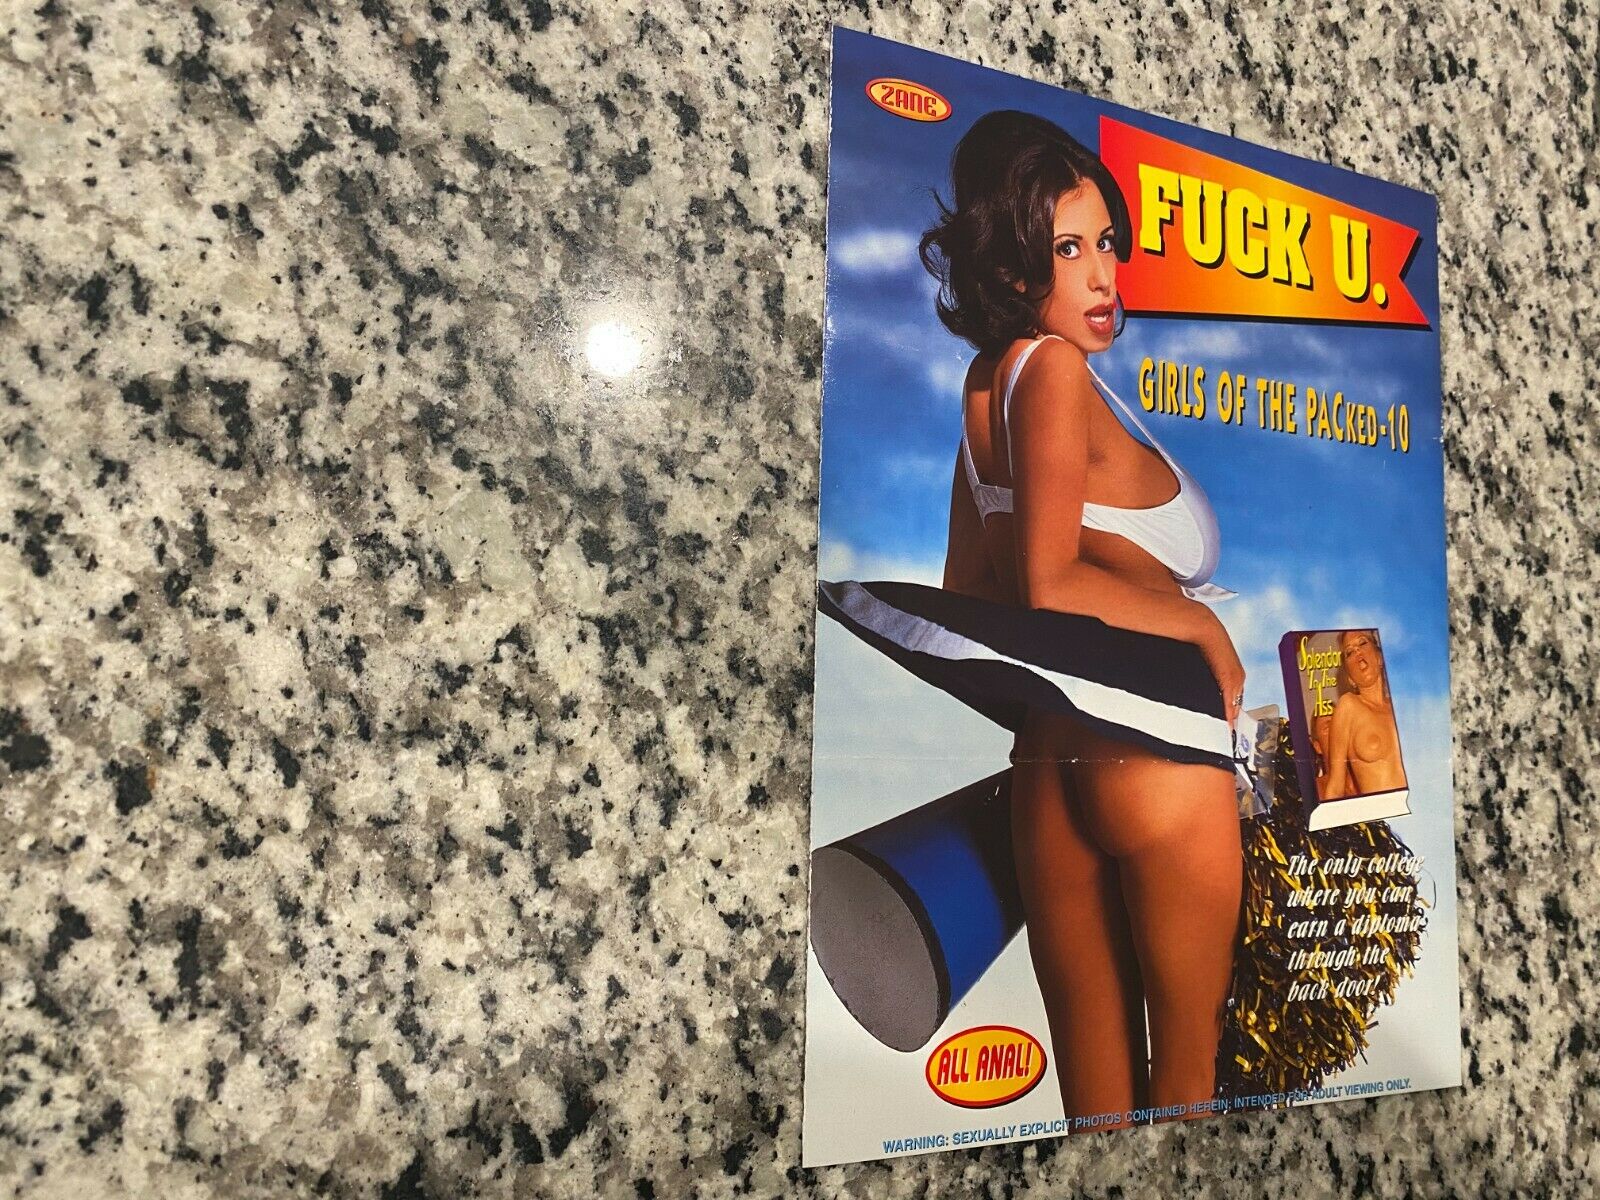 ZANE
FUCK U.
GIRLS OF THE PACKED-10
Splendor
In The
Ass
The only college
where you can
earn a diploma
through the
back door!
ALL ANAL!
WARNING: SEXUALLY EXPLICIT PHOTOS CONTAINED HEREIN; INTENDED FOR ADULT VIEWING ONLY.